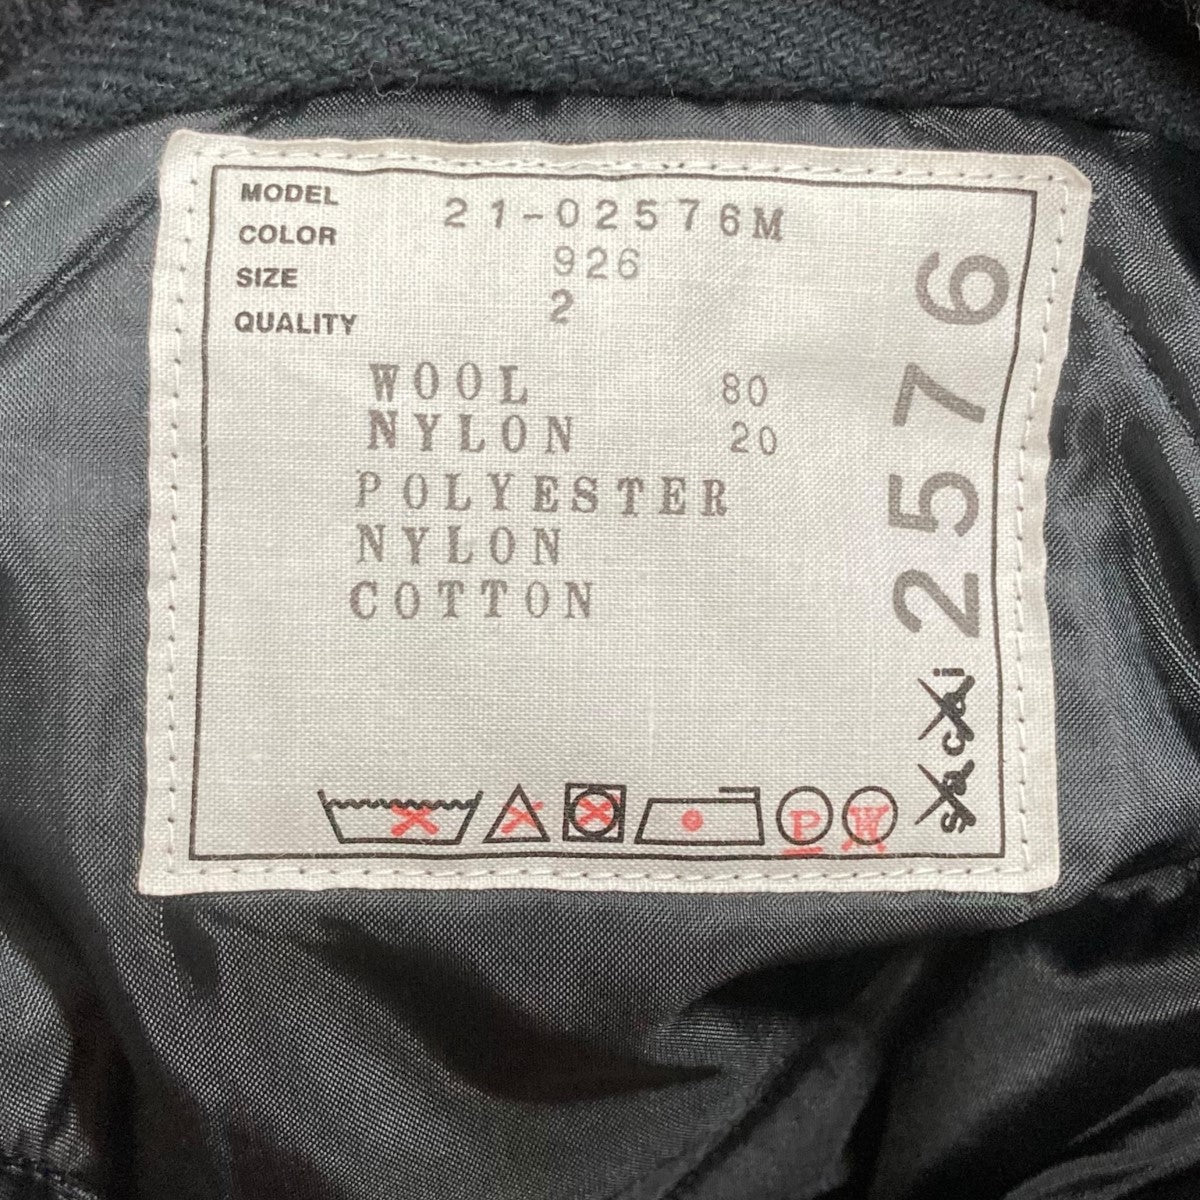 MODEL 21-02576M
COLOR 926
SIZE 2
QUALITY
WOOL 80
NYLON 20
POLYESTER
NYLON
COTTON
2576
sacai
P
W